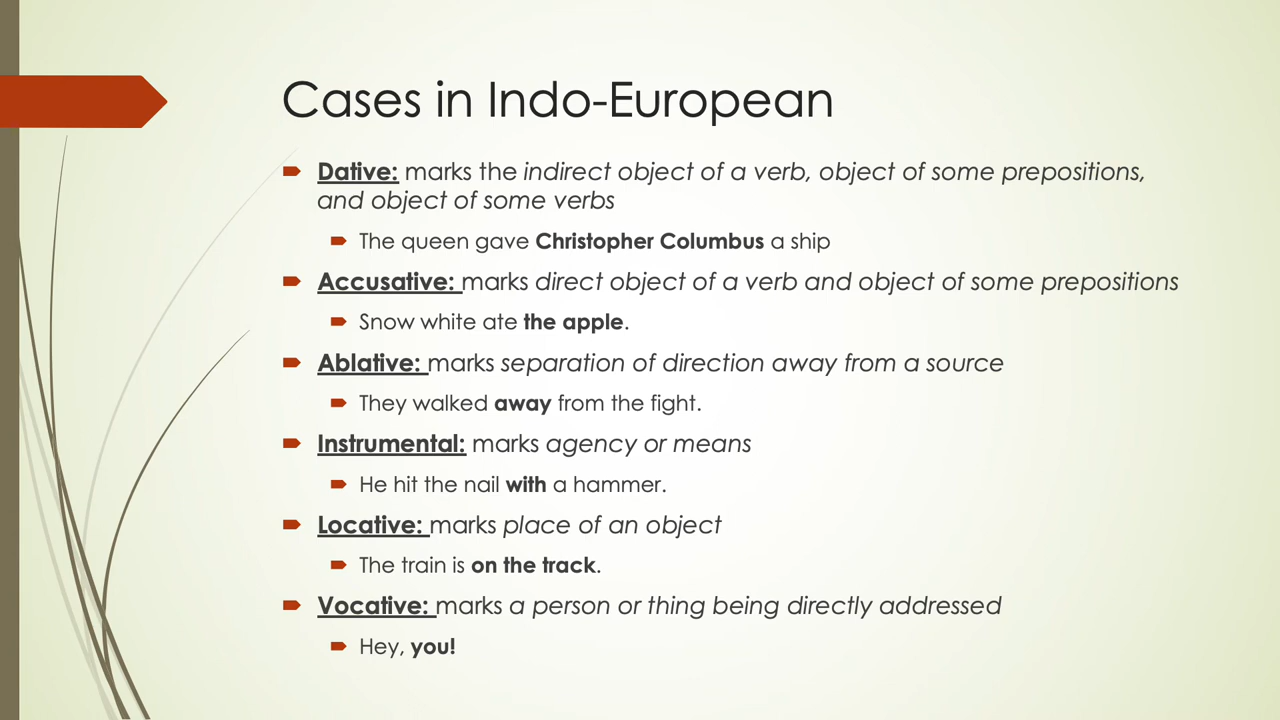 Cases in Indo-European
Dative: marks the indirect object of a verb, object of some prepositions,
and object of some verbs
The queen gave Christopher Columbus a ship
Accusative: marks direct object of a verb and object of some prepositions
Snow white ate the apple.
Ablative: marks separation of direction away from a source
They walked away from the fight.
Instrumental: marks agency or means
He hit the nail with a hammer.
Locative: marks place of an object
The train is on the track.
Vocative: marks a person or thing being directly addressed
Hey, you!